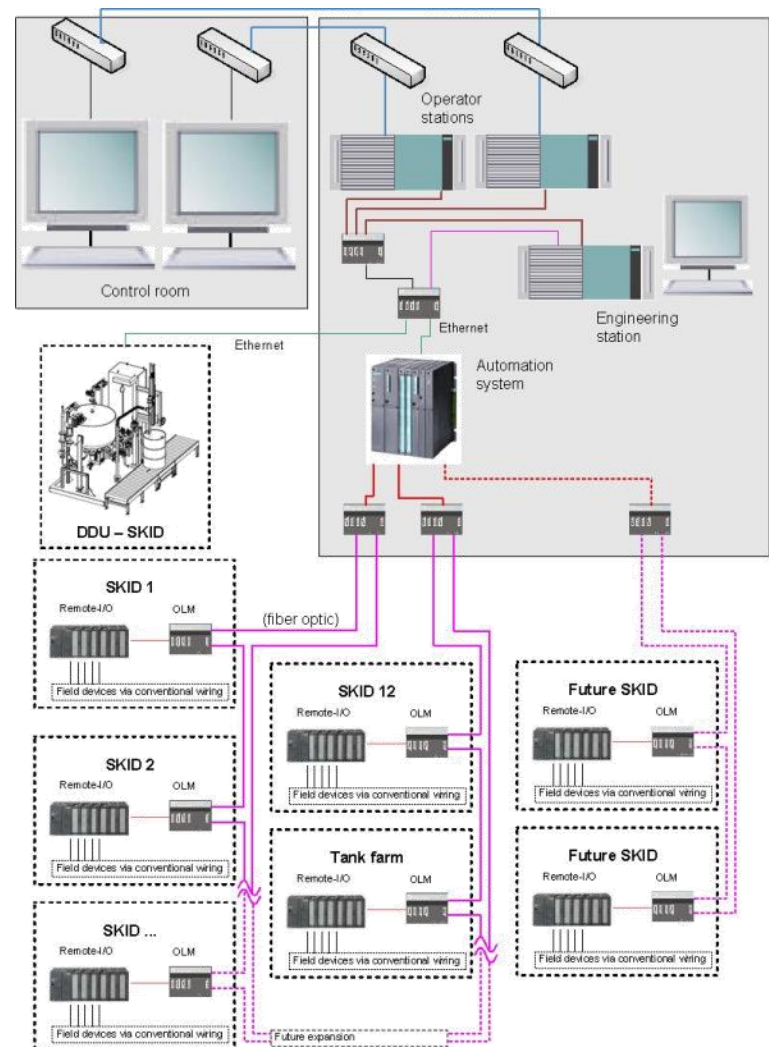 Operator
stations
Control room
Engineering
station
Ethernet
Ethernet
Automation
system
DDU – SKID
SKID 1
Remote-I/O
OLM
Field devices via conventional wiring
(fiber optic)
SKID 12
Remote-I/O
OLM
Field devices via conventional wiring
Future SKID
Remote-I/O
OLM
Field devices via conventional wiring
SKID 2
Remote-I/O
OLM
Field devices via conventional wiring
Tank farm
Remote-I/O
OLM
Field devices via conventional wiring
Future SKID
Remote-I/O
OLM
Field devices via conventional wiring
SKID ...
Remote-I/O
OLM
Field devices via conventional wiring
Future expansion